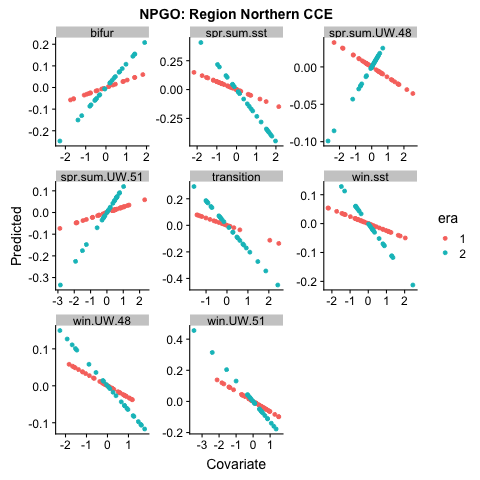 NPGO: Region Northern CCE
bifur
spr.sum.sst
spr.sum.UW.48
0.2
0.1
0.0
-0.1
-0.2
-2 -1 0 1 2
0.25
0.00
-0.25
-2 -1 0 1 2
0.00
-0.05
-0.10
-2 -1 0 1 2
spr.sum.UW.51
transition
win.sst
0.1
0.0
-0.1
-0.2
-0.3
-3 -2 -1 0 1 2
0.2
0.0
-0.2
-0.4
-1 0 1 2
0.1
0.0
-0.1
-0.2
-2 -1 0 1 2
win.UW.48
win.UW.51
0.1
0.0
-0.1
-2 -1 0 1
0.4
0.2
0.0
-0.2
-3 -2 -1 0 1
Predicted
Covariate
era
1
2